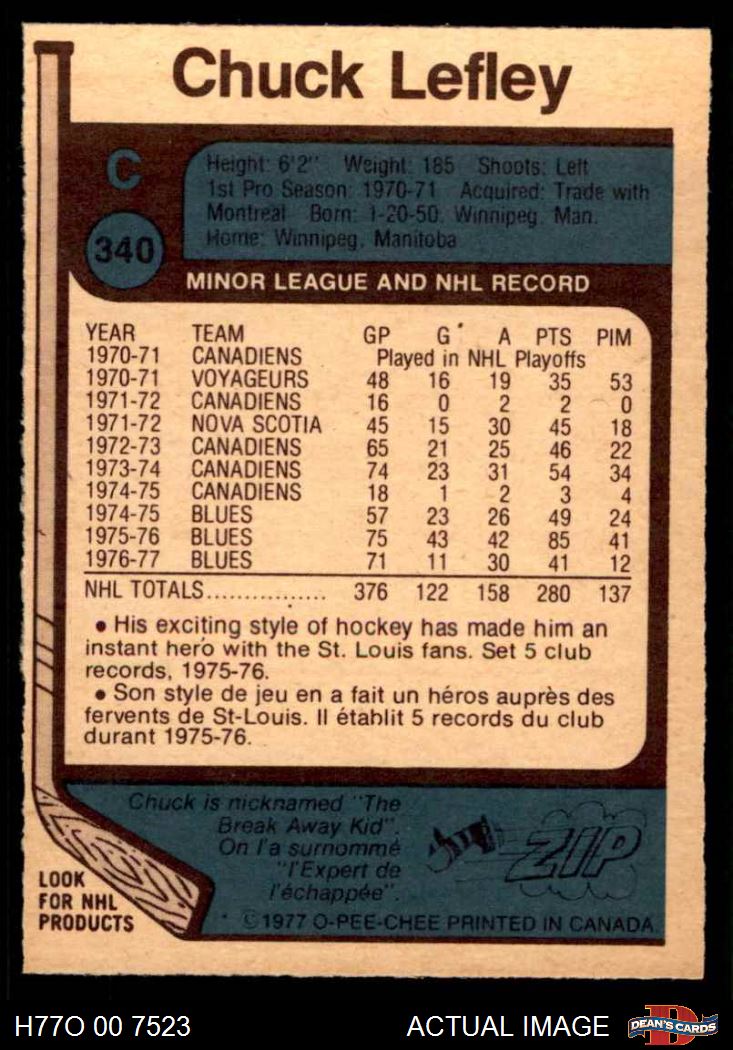 Chuck Lefley
C
Height: 6'2" Weight: 185 Shoots: Left
1st Pro Season: 1970-71 Acquired: Trade with
Montreal Born: 1-20-50, Winnipeg, Man.
Home: Winnipeg, Manitoba
340
MINOR LEAGUE AND NHL RECORD
YEAR TEAM GP G A PTS PIM
1970-71 CANADIENS Played in NHL Playoffs
1970-71 VOYAGEURS 48 16 19 35 53
1971-72 CANADIENS 16 0 2 2 0
1971-72 NOVA SCOTIA 45 15 30 45 18
1972-73 CANADIENS 65 21 25 46 22
1973-74 CANADIENS 74 23 31 54 34
1974-75 CANADIENS 18 1 2 3 4
1974-75 BLUES 57 23 26 49 24
1975-76 BLUES 75 43 42 85 41
1976-77 BLUES 71 11 30 41 12
NHL TOTALS................ 376 122 158 280 137
• His exciting style of hockey has made him an
instant hero with the St. Louis fans. Set 5 club
records, 1975-76.
• Son style de jeu en a fait un héros auprès des
fervents de St-Louis. Il établit 5 records du club
durant 1975-76.
Chuck is nicknamed "The
Break Away Kid".
On l'a surnommé
"l'Expert de
l'échappée".
ZIP
LOOK
FOR NHL
PRODUCTS
©1977 O-PEE-CHEE PRINTED IN CANADA
H77O 00 7523 ACTUAL IMAGE
D
DEAN'S CARDS